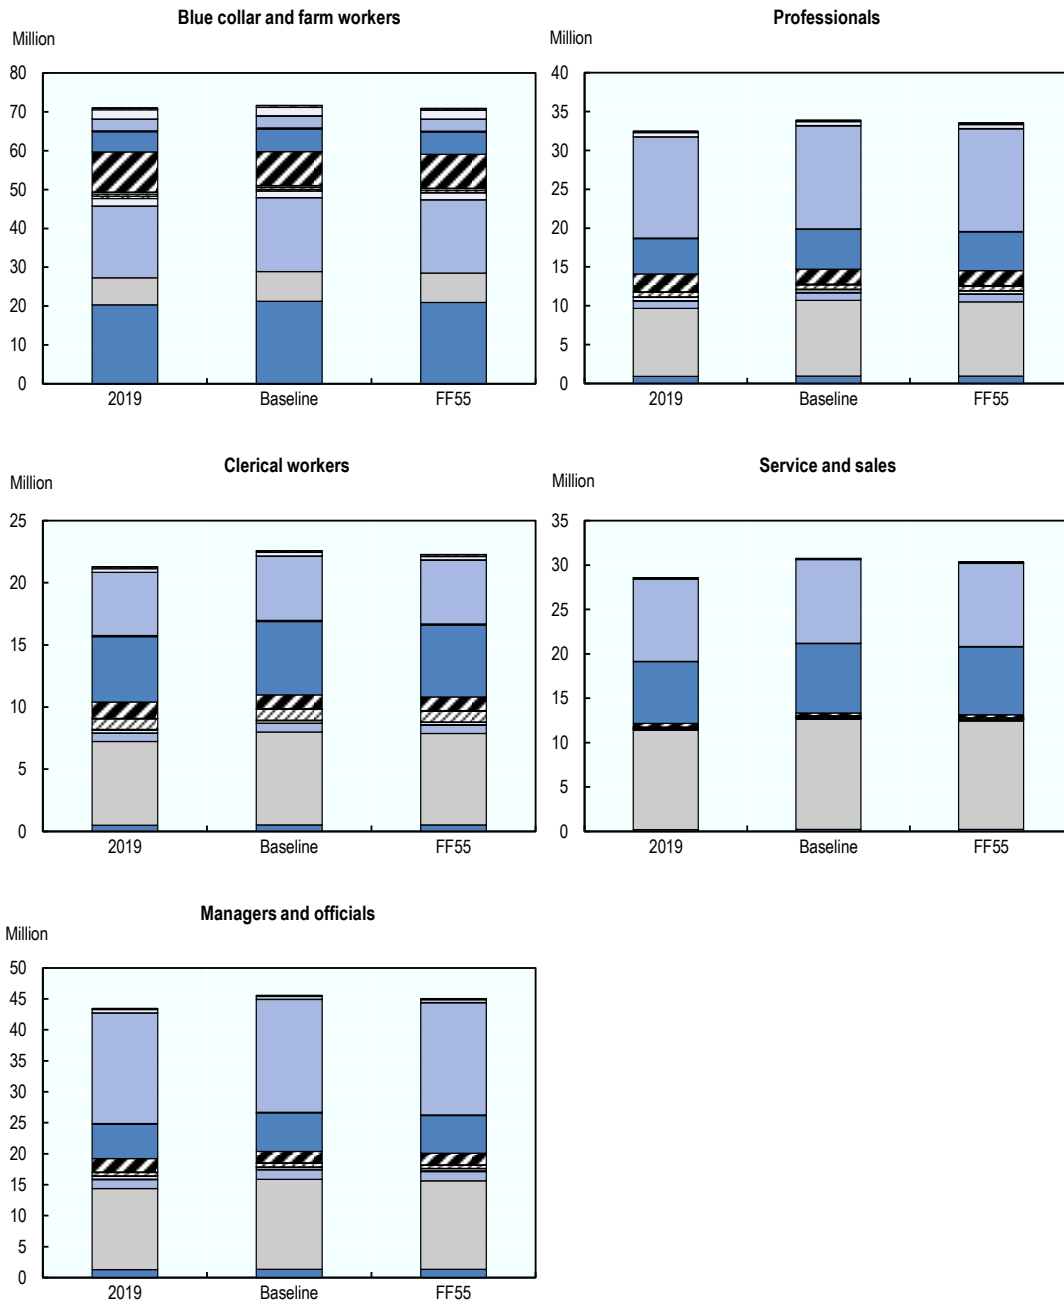 Blue collar and farm workers
Million
80
70
60
50
40
30
20
10
0
2019 Baseline FF55
Professionals
Million
40
35
30
25
20
15
10
5
0
2019 Baseline FF55
Clerical workers
Million
25
20
15
10
5
0
2019 Baseline FF55
Service and sales
Million
35
30
25
20
15
10
5
0
2019 Baseline FF55
Managers and officials
Million
50
45
40
35
30
25
20
15
10
5
0
2019 Baseline FF55